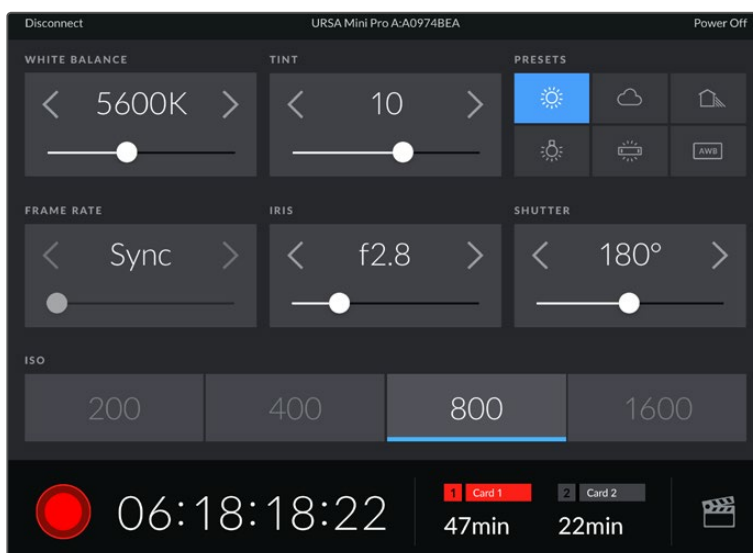 Disconnect URSA Mini Pro A:A0974BEA Power Off
WHITE BALANCE TINT PRESETS
5600K 10
AWB
FRAME RATE IRIS SHUTTER
Sync f2.8 180°
ISO
200 400 800 1600
1 Card 1 2 Card 2
06:18:18:22 47min 22min